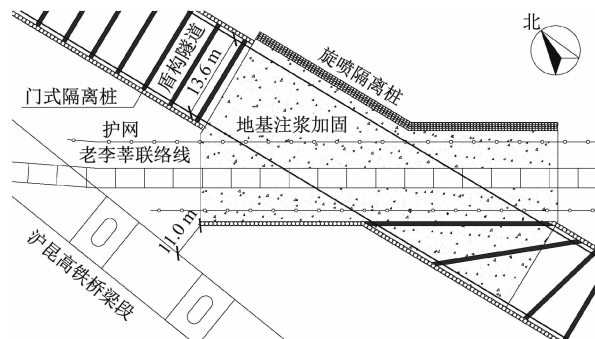 北
盾构隧道
13.6 m
旋喷隔离桩
门式隔离桩
地基注浆加固
护网
老李莘联络线
11.0 m
沪昆高铁桥梁段